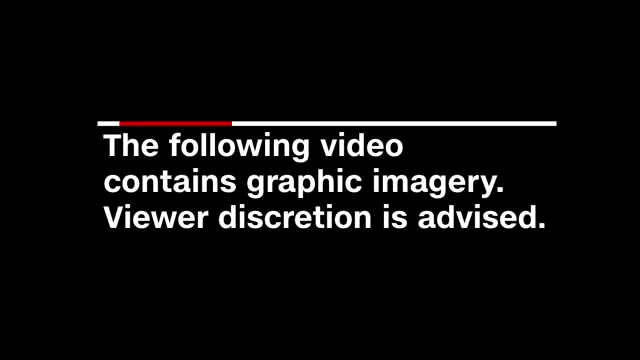 The following video
contains graphic imagery.
Viewer discretion is advised.